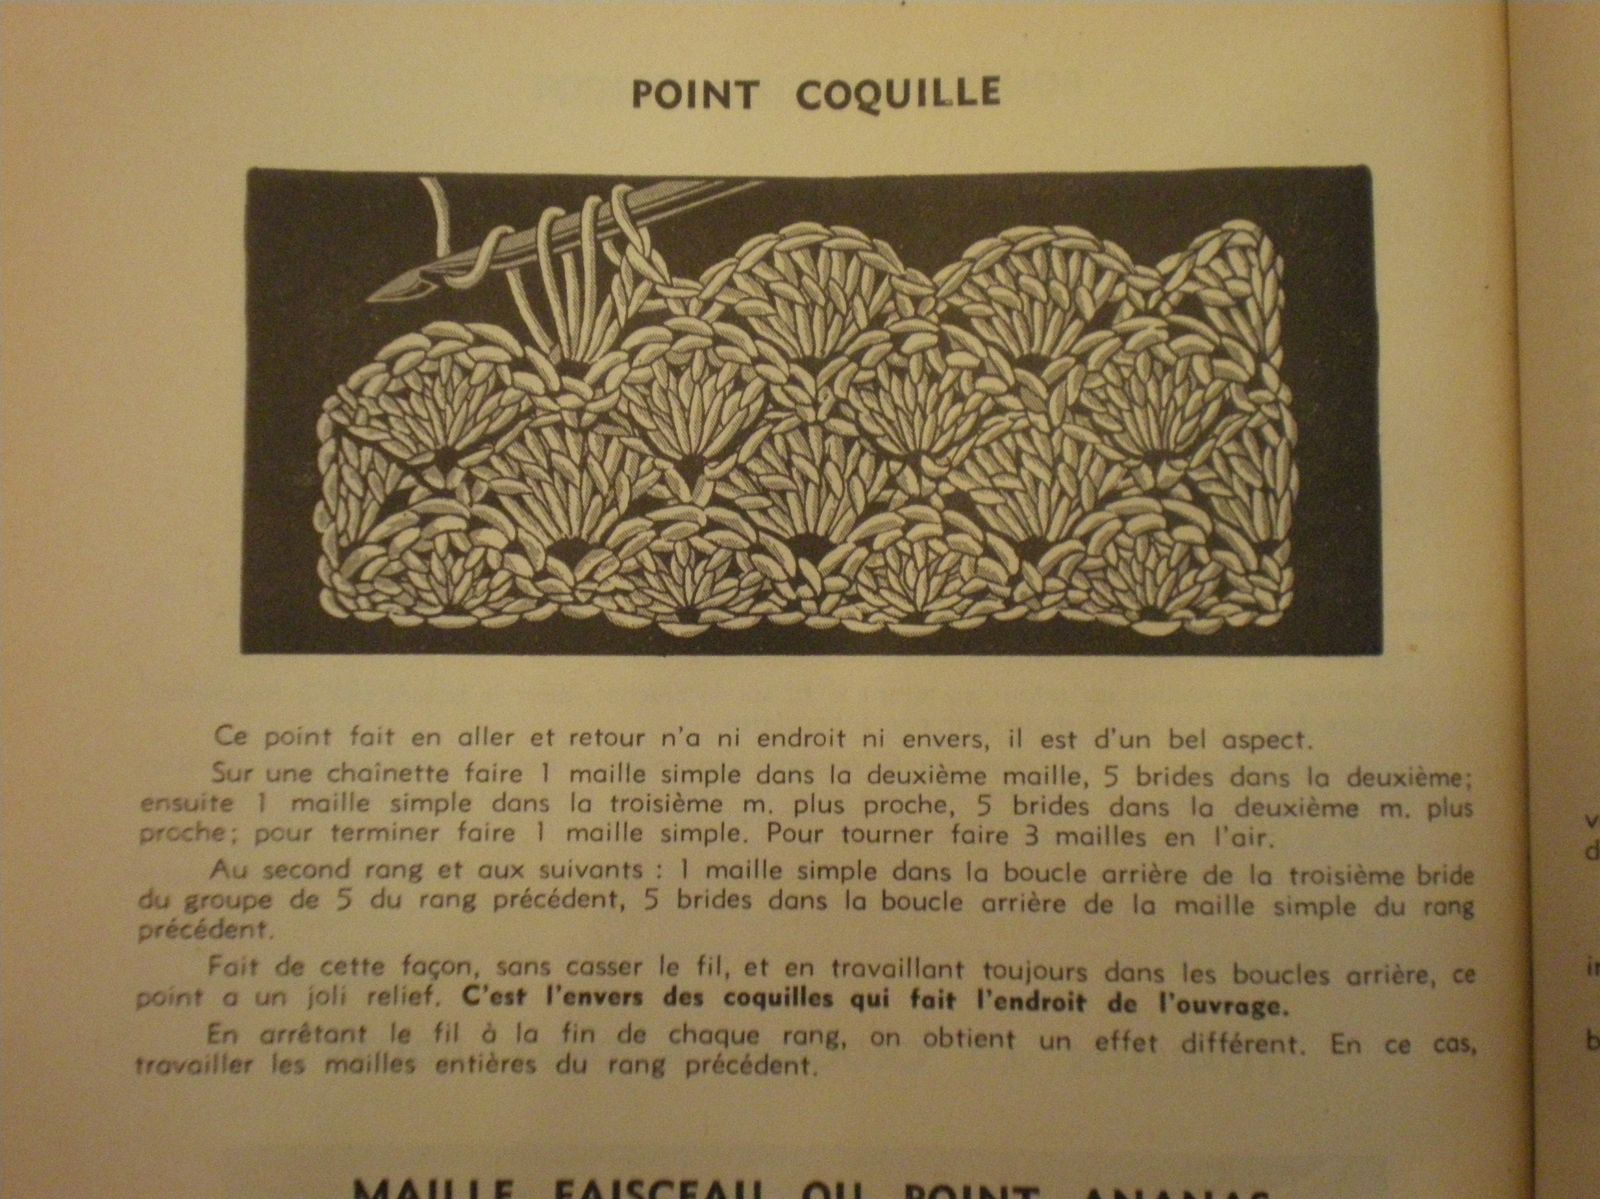 POINT COQUILLE
Ce point fait en aller et retour n'a ni endroit ni envers, il est d'un bel aspect.
Sur une chaînette faire 1 maille simple dans la deuxième maille, 5 brides dans la deuxième;
ensuite 1 maille simple dans la troisième m. plus proche, 5 brides dans la deuxième m. plus
proche; pour terminer faire 1 maille simple. Pour tourner faire 3 mailles en l'air.
Au second rang et aux suivants : 1 maille simple dans la boucle arrière de la troisième bride
du groupe de 5 du rang précédent, 5 brides dans la boucle arrière de la maille simple du rang
précédent.
Fait de cette façon, sans casser le fil, et en travaillant toujours dans les boucles arrière, ce
point a un joli relief. C'est l'envers des coquilles qui fait l'endroit de l'ouvrage.
En arrêtant le fil à la fin de chaque rang, on obtient un effet différent. En ce cas,
travailler les mailles entières du rang précédent.
MAILLE FAISCEAU OU POINT ANANAS